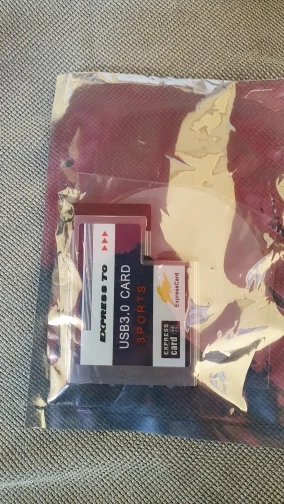 EXPRESS TO
USB3.0 CARD
3PORTS
ExpressCard
EXPRESS
card